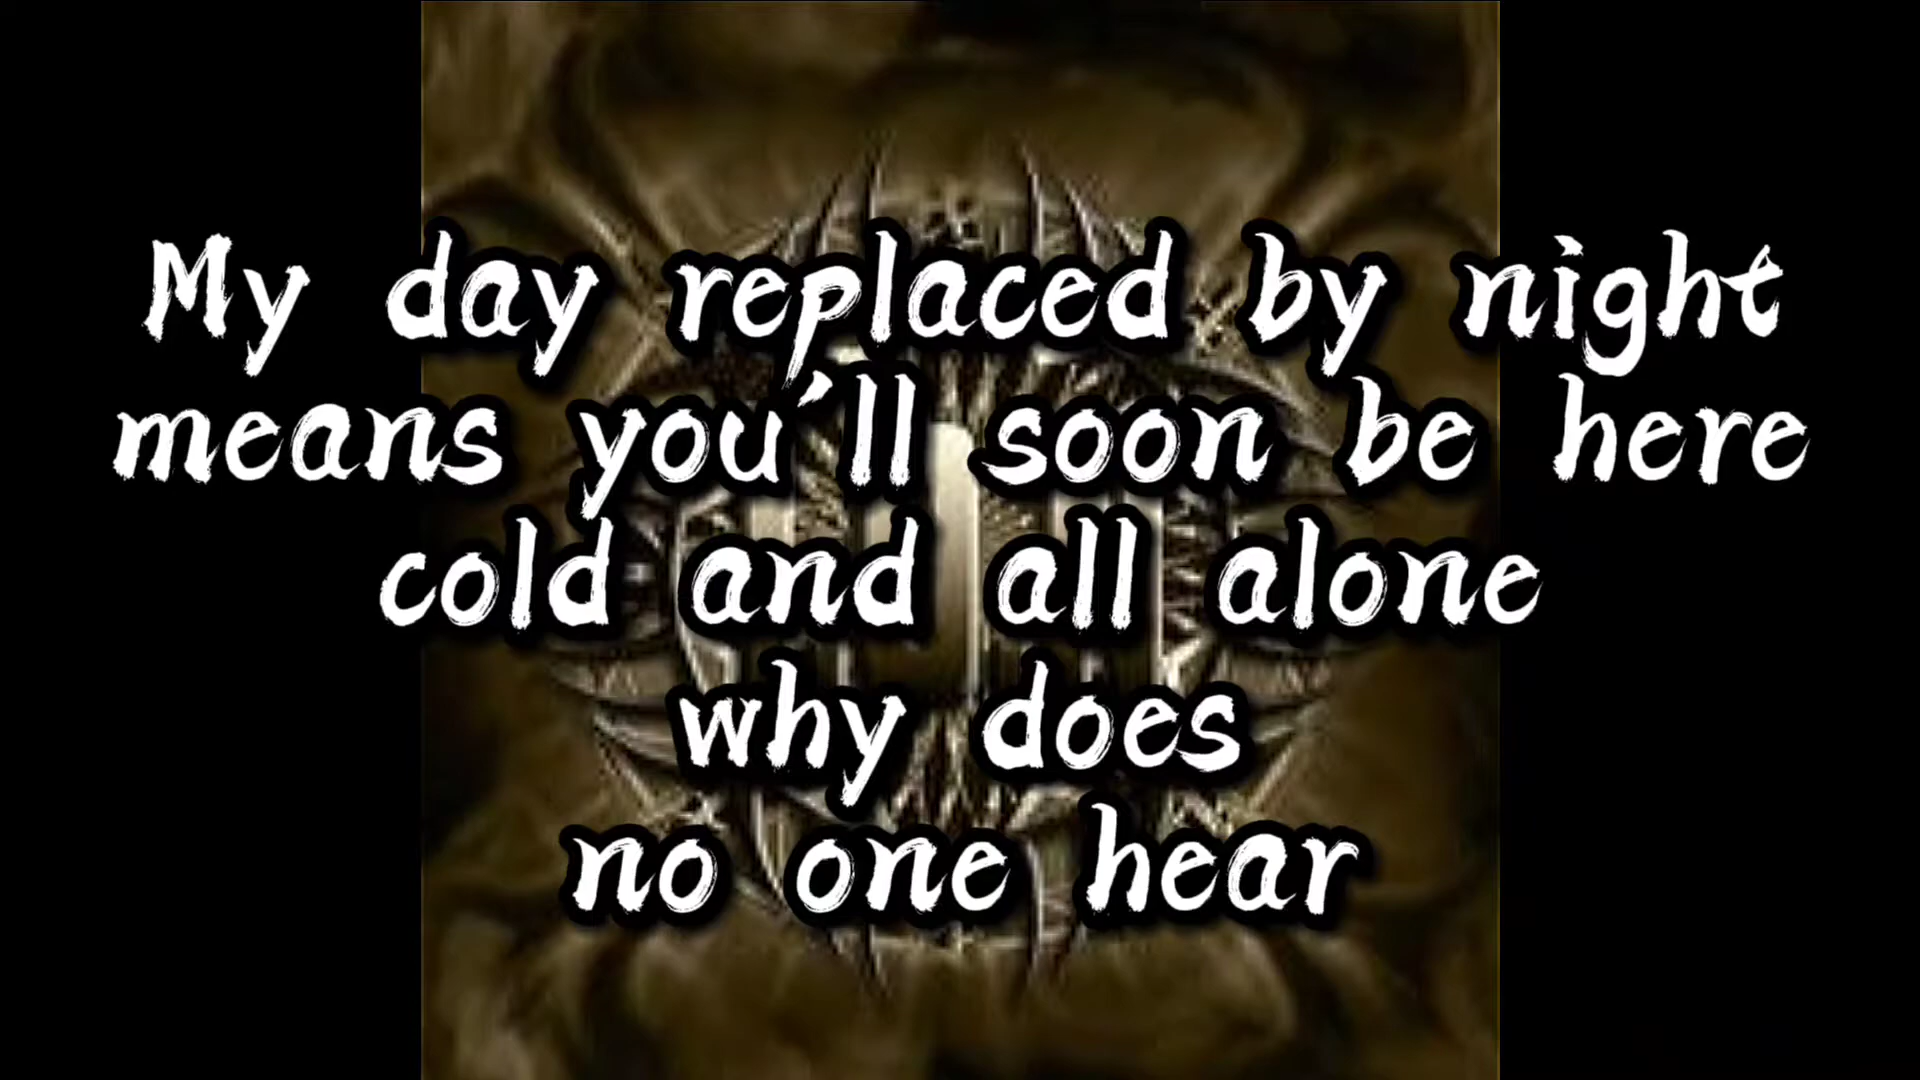 My day replaced by night
means you'll soon be here
cold and all alone
why does
no one hear